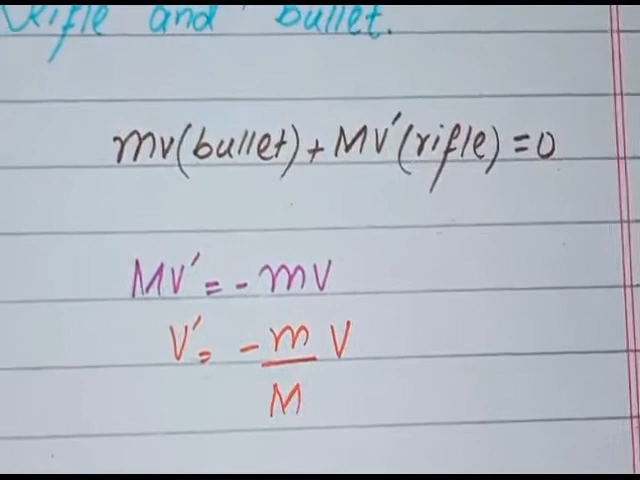 Rifle and bullet.
mv(bullet) + MV′(rifle) = 0
MV′ = - mV
V′ = - m/M V